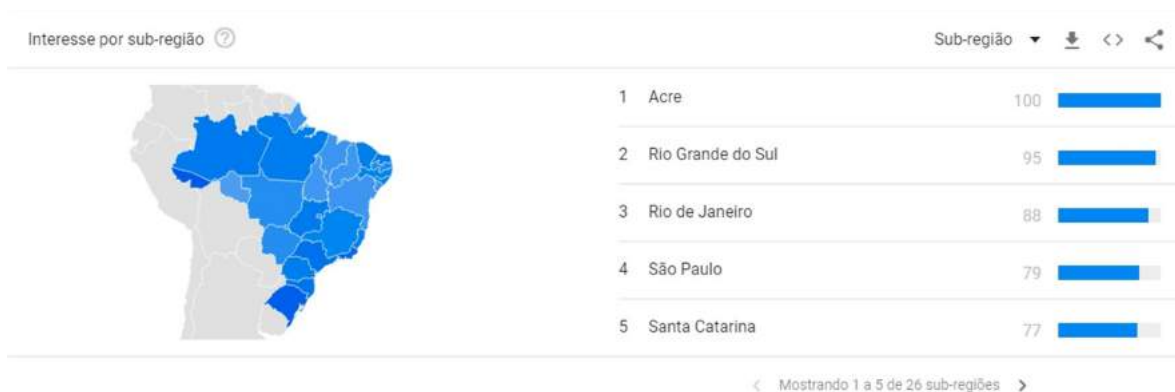 Interesse por sub-região ?
Sub-região
1 Acre 100
2 Rio Grande do Sul 95
3 Rio de Janeiro 88
4 São Paulo 79
5 Santa Catarina 77
Mostrando 1 a 5 de 26 sub-regiões